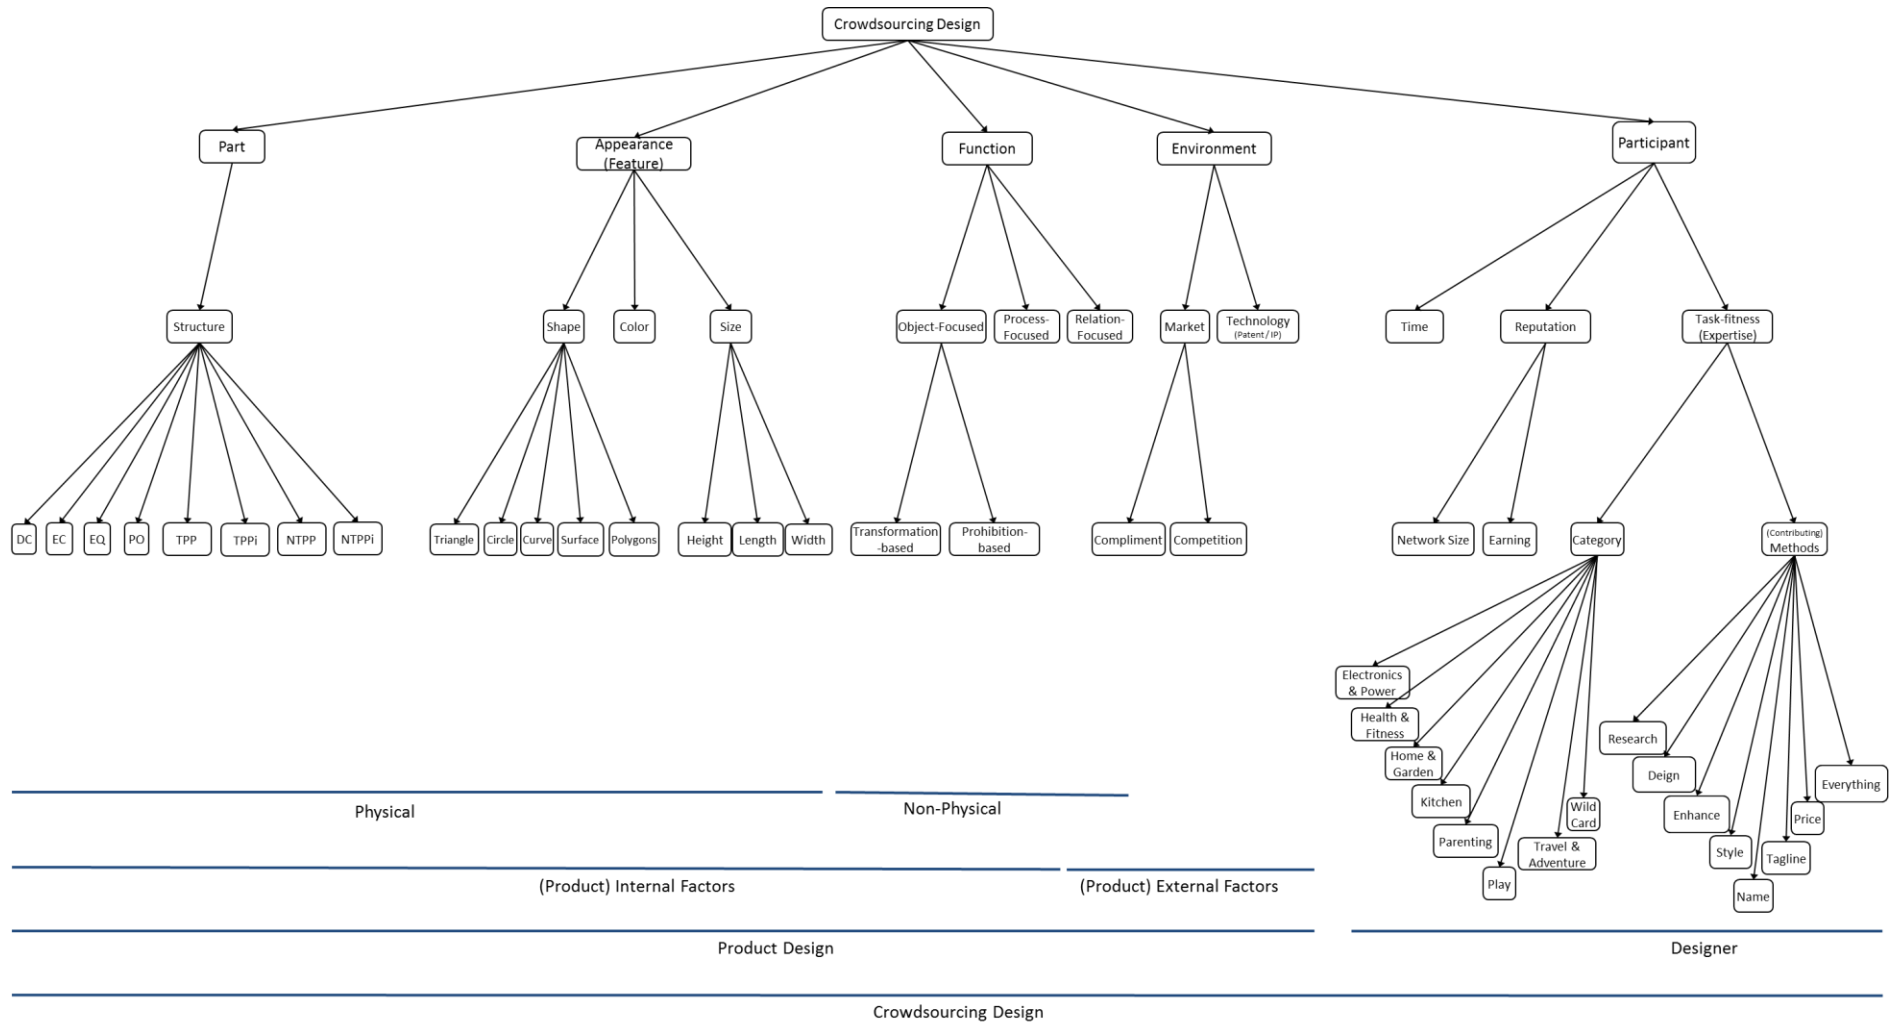 Crowdsourcing Design
Part
Appearance
(Feature)
Function
Environment
Participant
Structure
Shape
Color
Size
Object-Focused
Process-
Focused
Relation-
Focused
Market
Technology
(Patent / IP)
Time
Reputation
Task-fitness
(Expertise)
DC
EC
EQ
PO
TPP
TPPi
NTPP
NTPPi
Triangle
Circle
Curve
Surface
Polygons
Height
Length
Width
Transformation
-based
Prohibition-
based
Compliment
Competition
Network Size
Earning
Category
(Contributing)
Methods
Electronics
& Power
Health &
Fitness
Home &
Garden
Kitchen
Parenting
Play
Travel &
Adventure
Wild
Card
Research
Deign
Enhance
Style
Name
Tagline
Price
Everything
Physical
Non-Physical
(Product) Internal Factors
(Product) External Factors
Product Design
Designer
Crowdsourcing Design